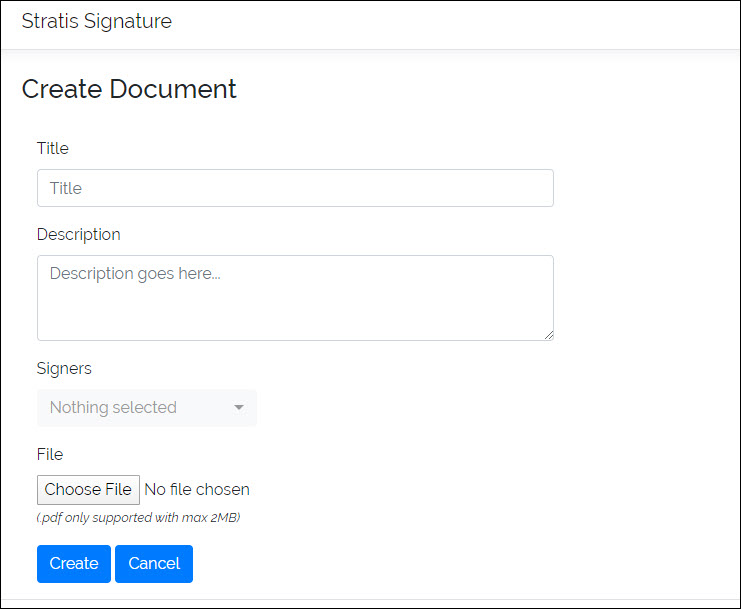 Stratis Signature
Create Document
Title
Title
Description
Description goes here...
Signers
Nothing selected
File
Choose File No file chosen
(.pdf only supported with max 2MB)
Create Cancel